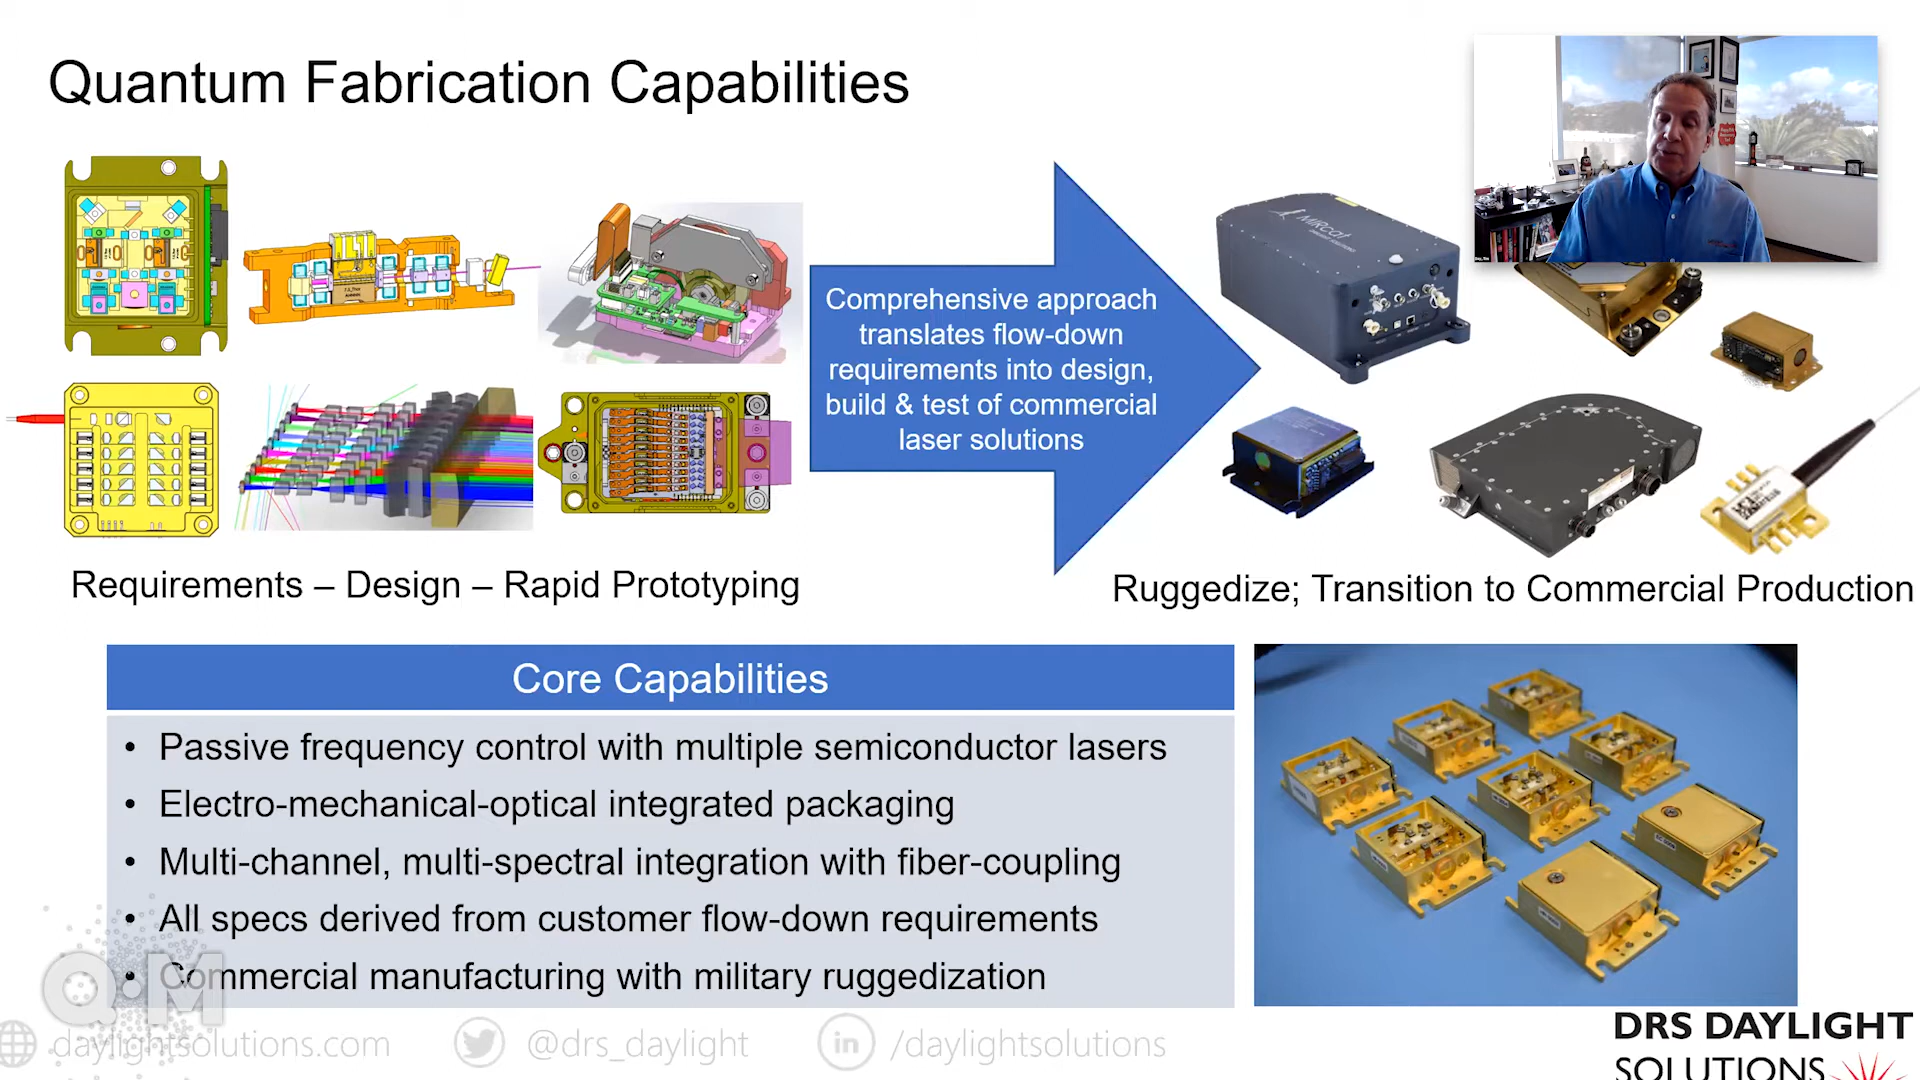 Quantum Fabrication Capabilities
MIRcat
Comprehensive approach
translates flow-down
requirements into design,
build & test of commercial
laser solutions
Requirements – Design – Rapid Prototyping
Ruggedize; Transition to Commercial Production
Core Capabilities
• Passive frequency control with multiple semiconductor lasers
• Electro-mechanical-optical integrated packaging
• Multi-channel, multi-spectral integration with fiber-coupling
• All specs derived from customer flow-down requirements
• Commercial manufacturing with military ruggedization
Q.M
daylightsolutions.com
@drs_daylight
in /daylightsolutions
DRS DAYLIGHT
SOLUTIONS